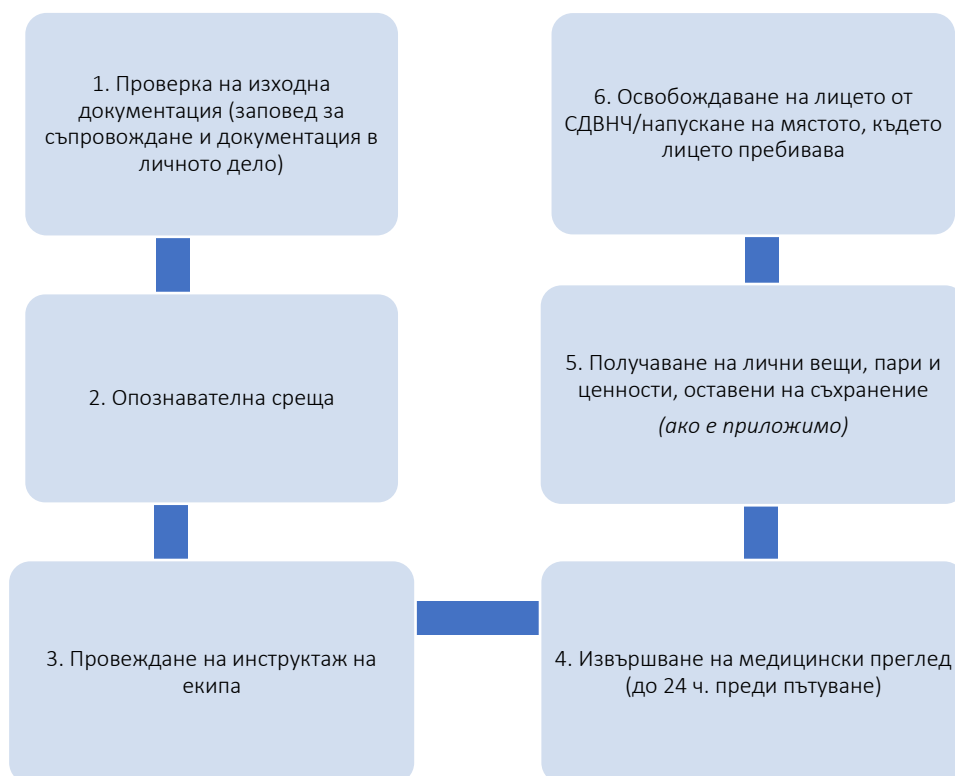 1. Проверка на изходна
документация (заповед за
съпровождане и документация в
личното дело)
2. Опознавателна среща
3. Провеждане на инструктаж на
екипа
4. Извършване на медицински преглед
(до 24 ч. преди пътуване)
5. Получаване на лични вещи, пари и
ценности, оставени на съхранение
(ако е приложимо)
6. Освобождаване на лицето от
СДВНЧ/напускане на мястото, където
лицето пребивава